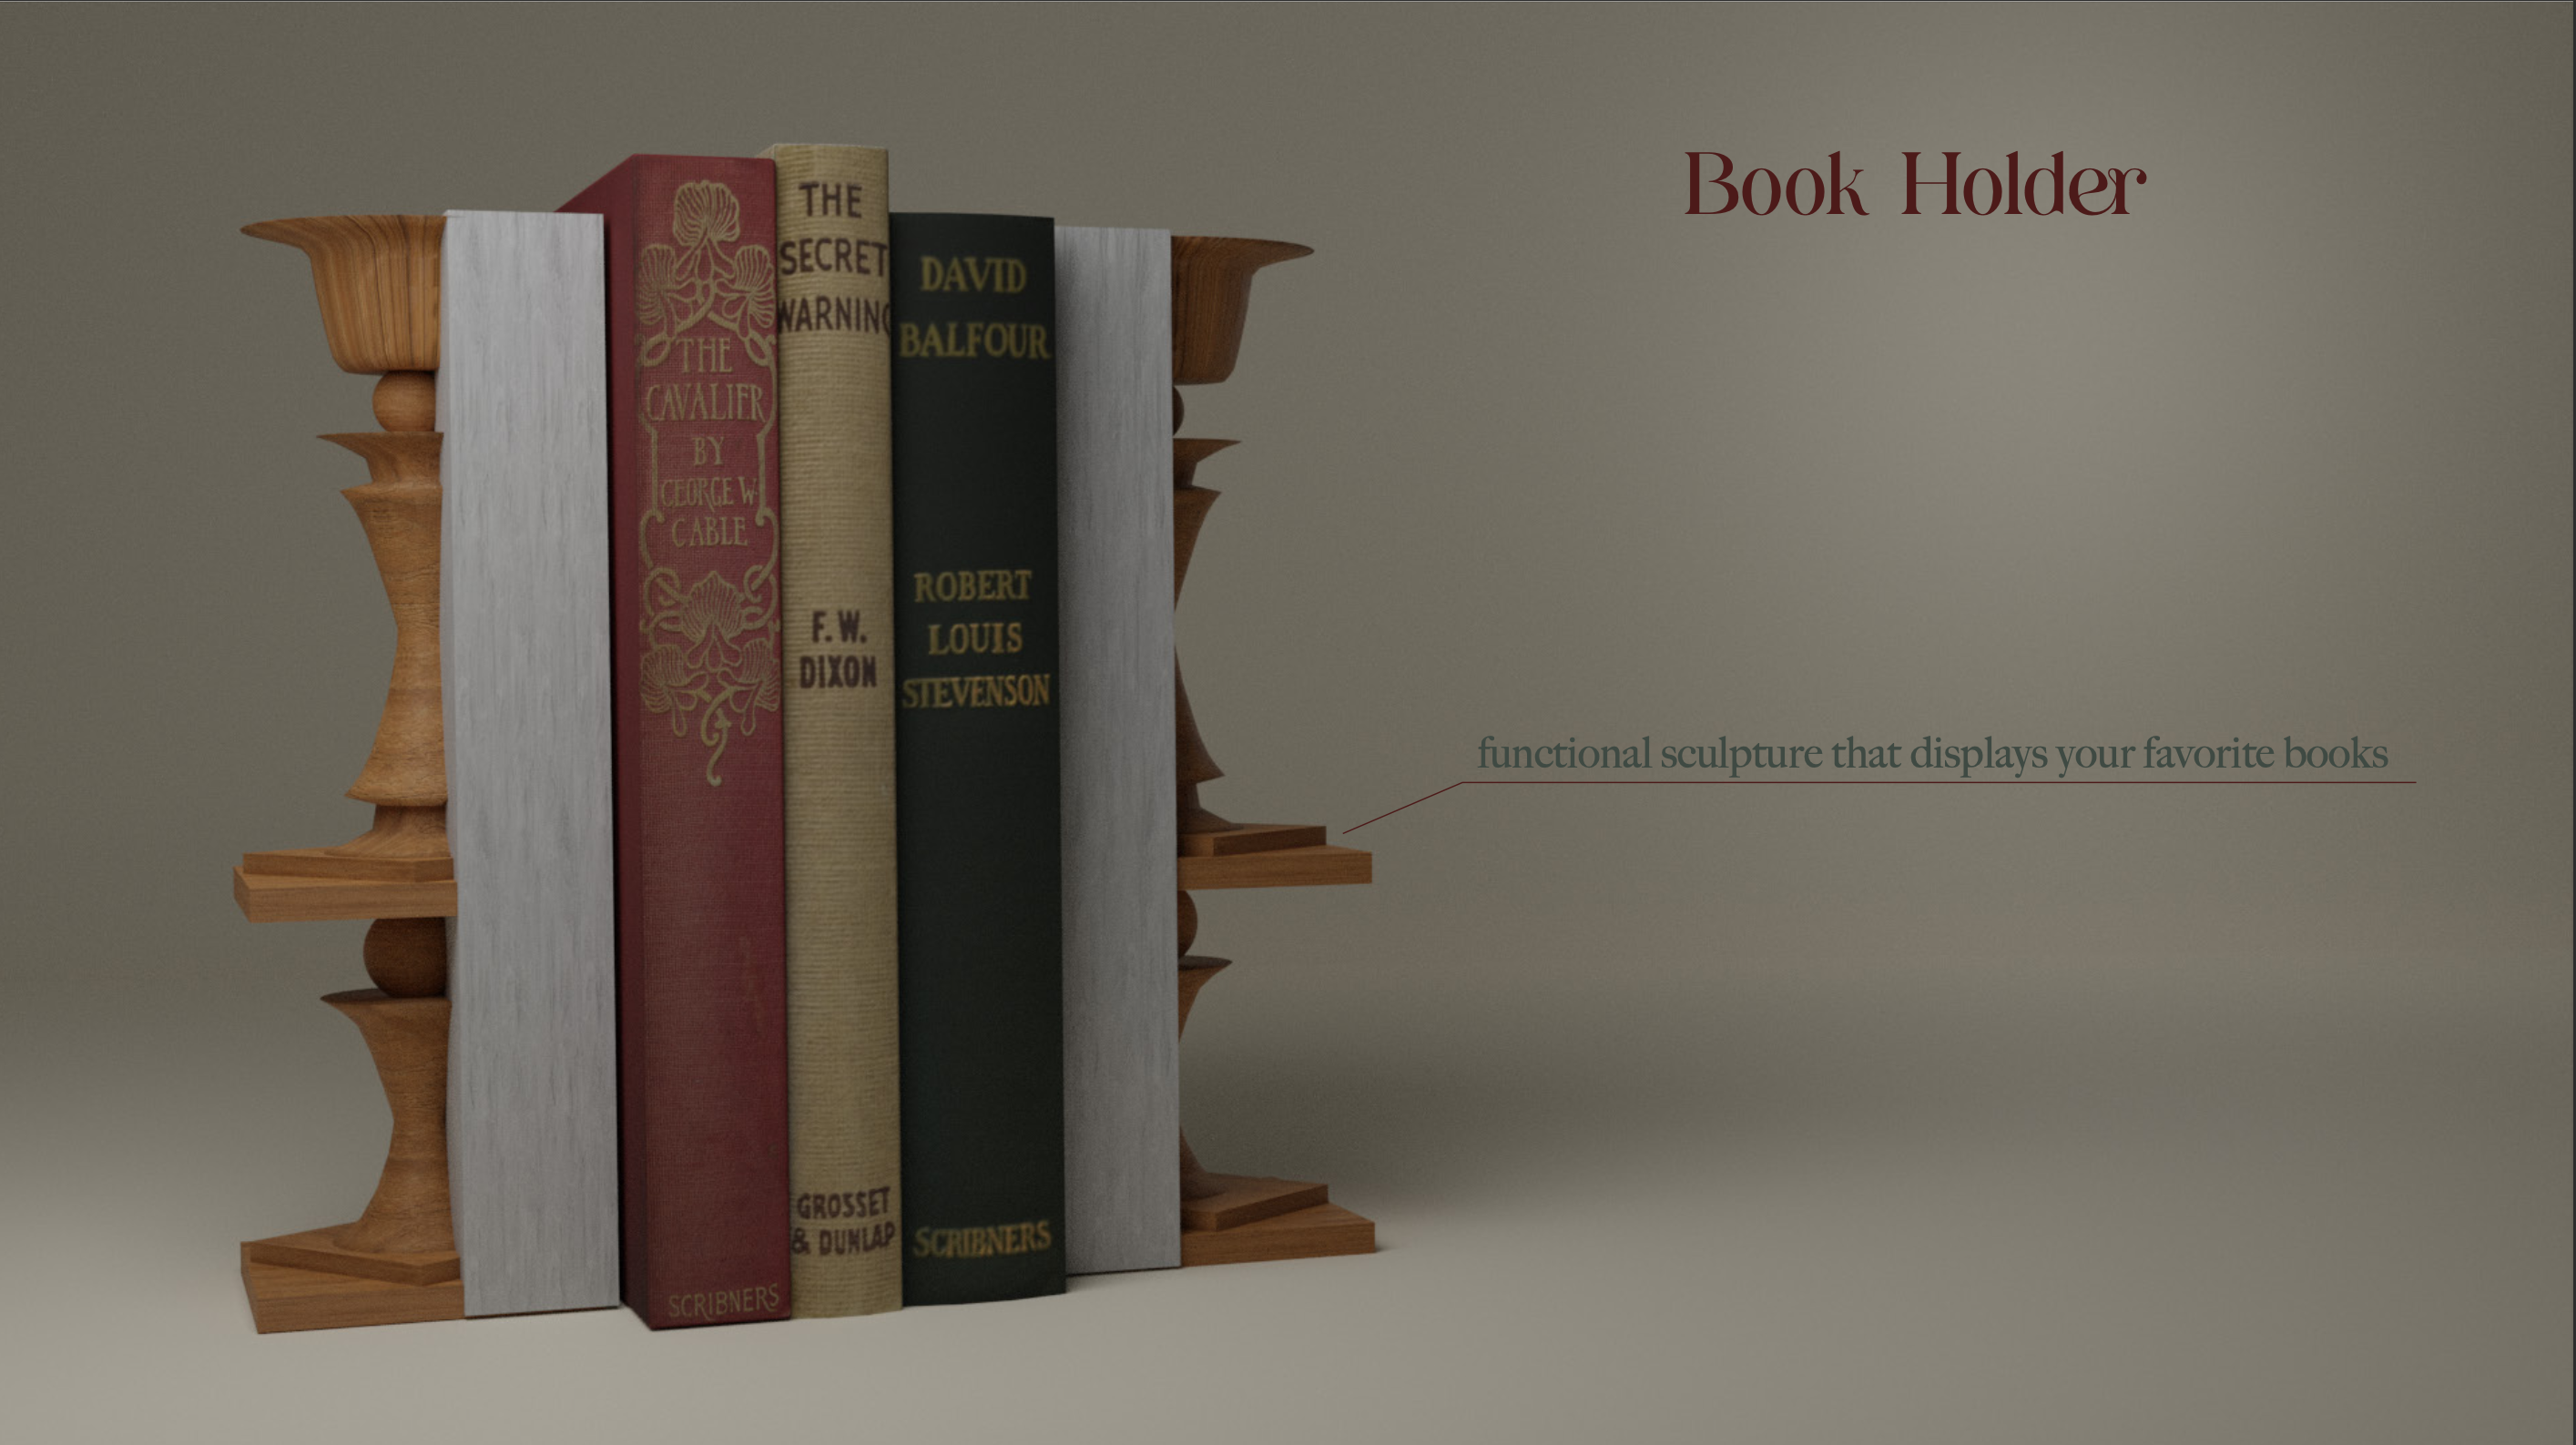 Book Holder
THE
CAVALIER
BY
GEORGE W.
CABLE
SCRIBNERS
THE
SECRET
WARNING
F. W.
DIXON
GROSSET
& DUNLAP
DAVID
BALFOUR
ROBERT
LOUIS
STEVENSON
SCRIBNERS
functional sculpture that displays your favorite books